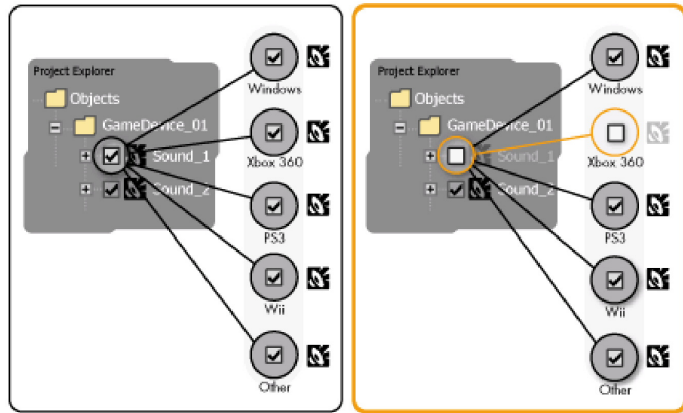 Project Explorer
Objects
GameDevice_01
Sound_1
Sound_2
Windows
Xbox 360
PS3
Wii
Other
Project Explorer
Objects
GameDevice_01
Sound_1
Sound_2
Windows
Xbox 360
PS3
Wii
Other